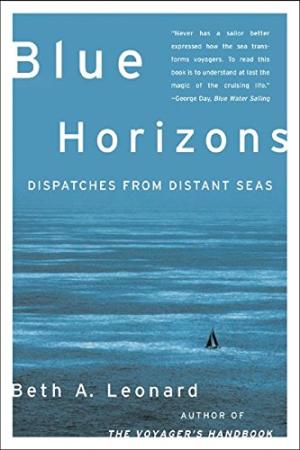 Blue
"Never has a sailor better
expressed how the sea trans-
forms voyagers. To read this
book is to understand at last the
magic of the cruising life."
—George Day, Blue Water Sailing
Horizons
DISPATCHES FROM DISTANT SEAS
Beth A. Leonard
AUTHOR OF
THE VOYAGER'S HANDBOOK